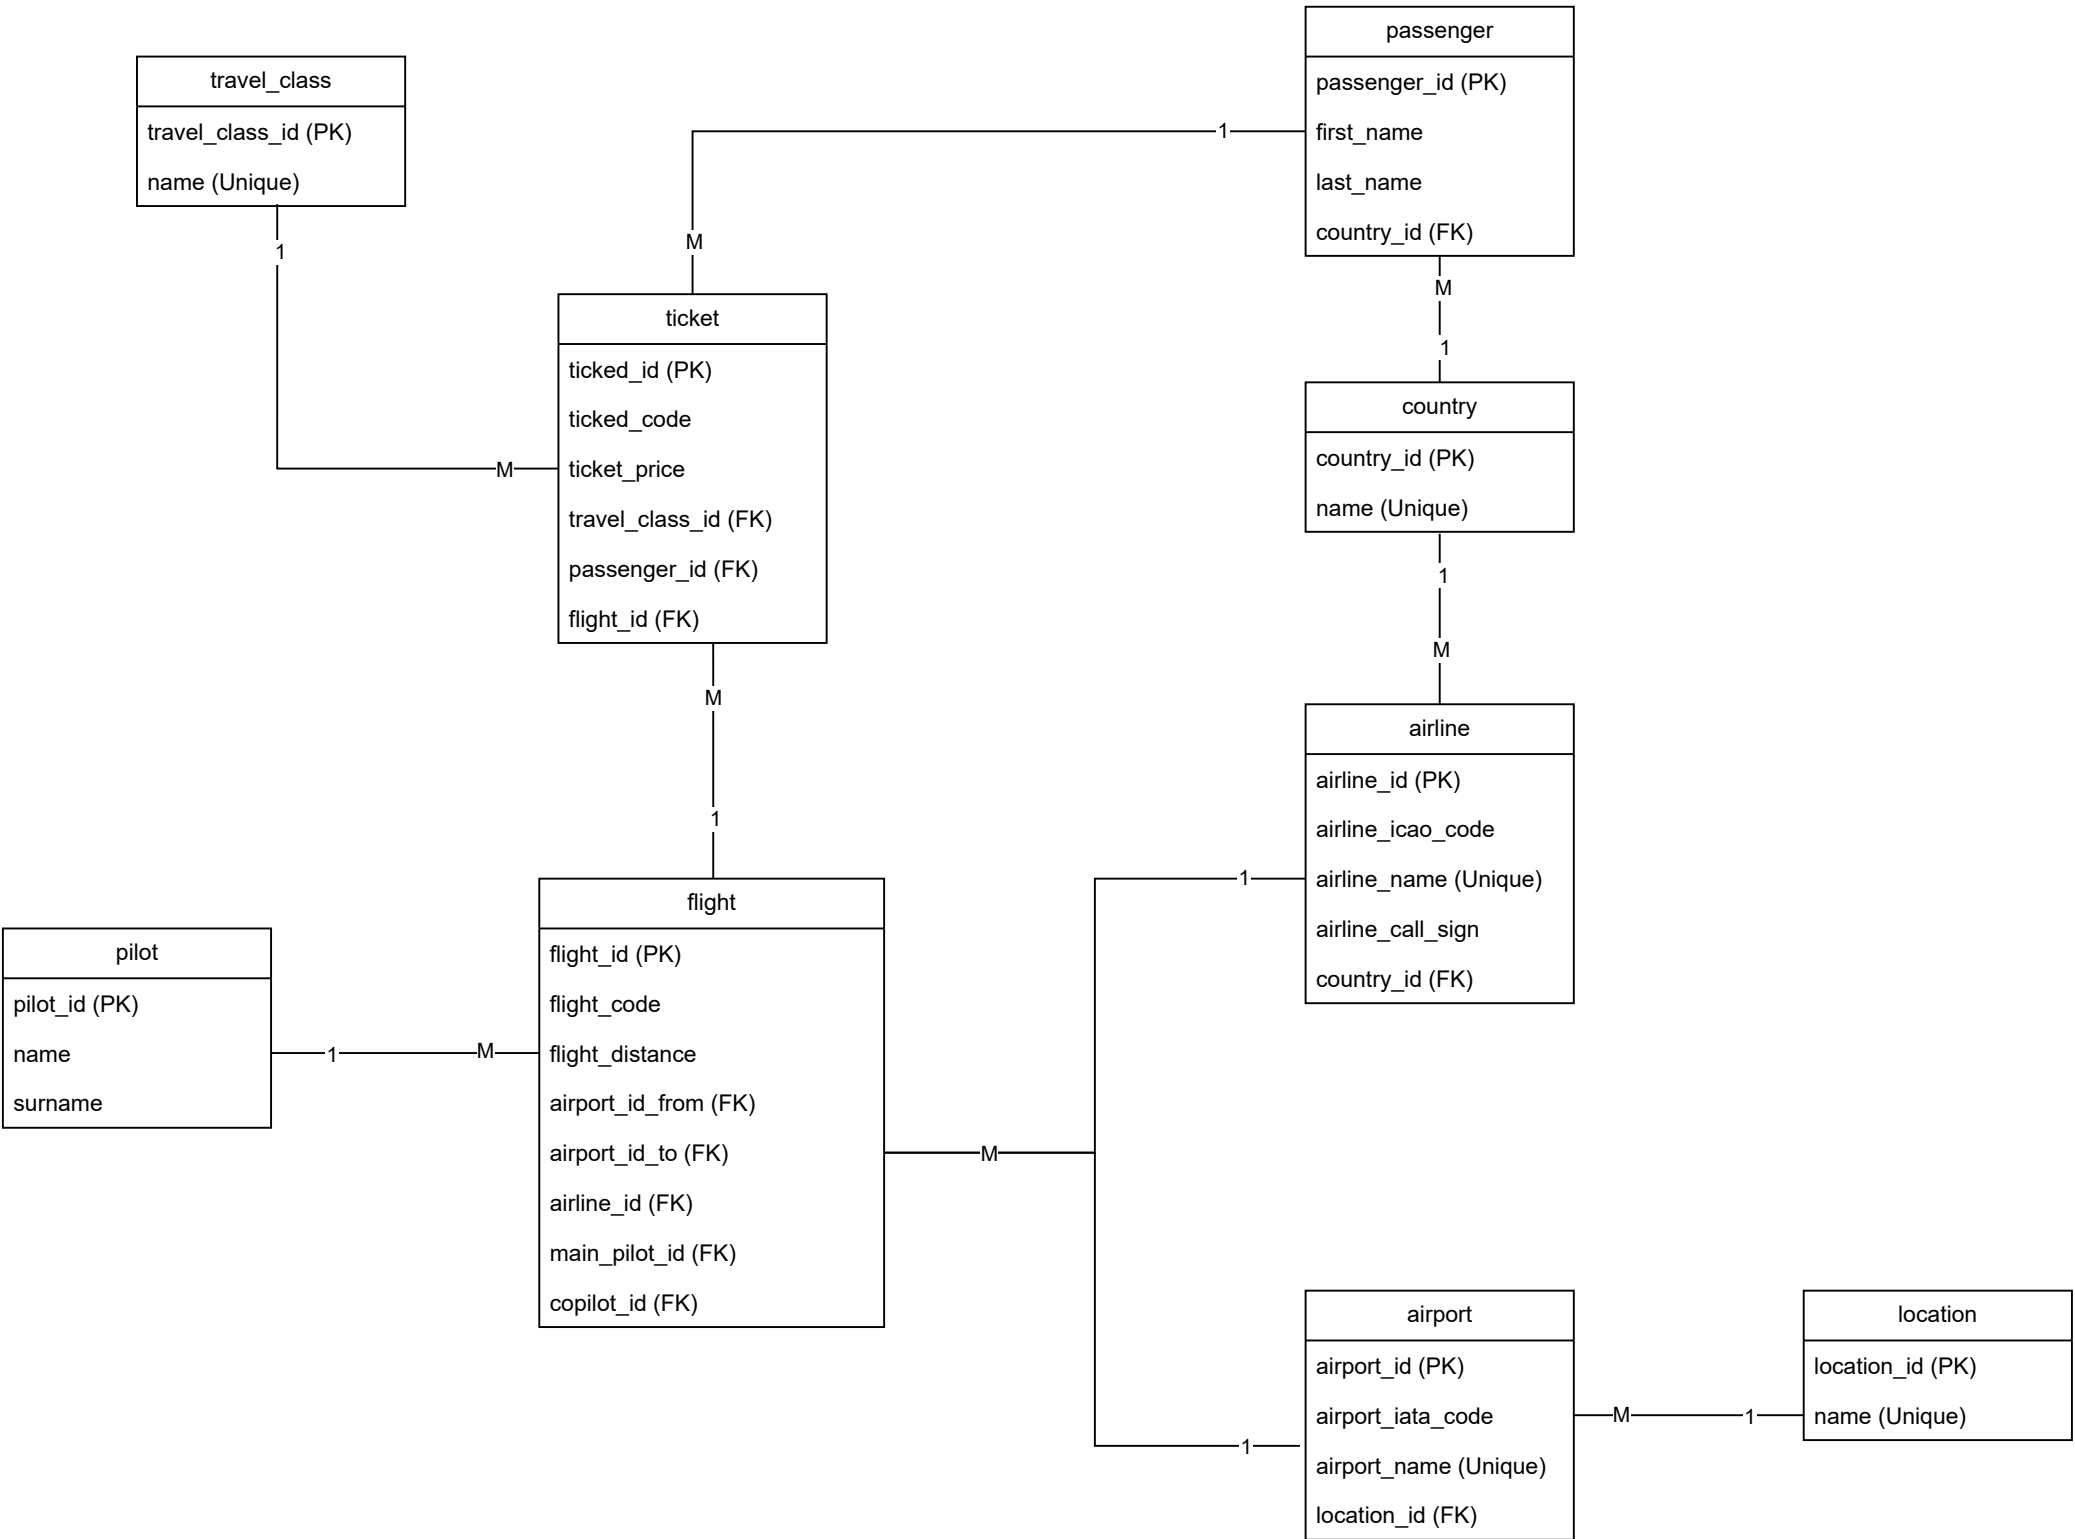 passenger
passenger_id (PK)
first_name
last_name
country_id (FK)
travel_class
travel_class_id (PK)
name (Unique)
1
1
M
M
1
ticket
ticked_id (PK)
ticked_code
ticket_price
travel_class_id (FK)
passenger_id (FK)
flight_id (FK)
M
country
country_id (PK)
name (Unique)
1
M
M
1
airline
airline_id (PK)
airline_icao_code
airline_name (Unique)
airline_call_sign
country_id (FK)
flight
flight_id (PK)
flight_code
flight_distance
airport_id_from (FK)
airport_id_to (FK)
airline_id (FK)
main_pilot_id (FK)
copilot_id (FK)
pilot
pilot_id (PK)
name
surname
1
M
1
M
1
airport
airport_id (PK)
airport_iata_code
airport_name (Unique)
location_id (FK)
M
1
location
location_id (PK)
name (Unique)